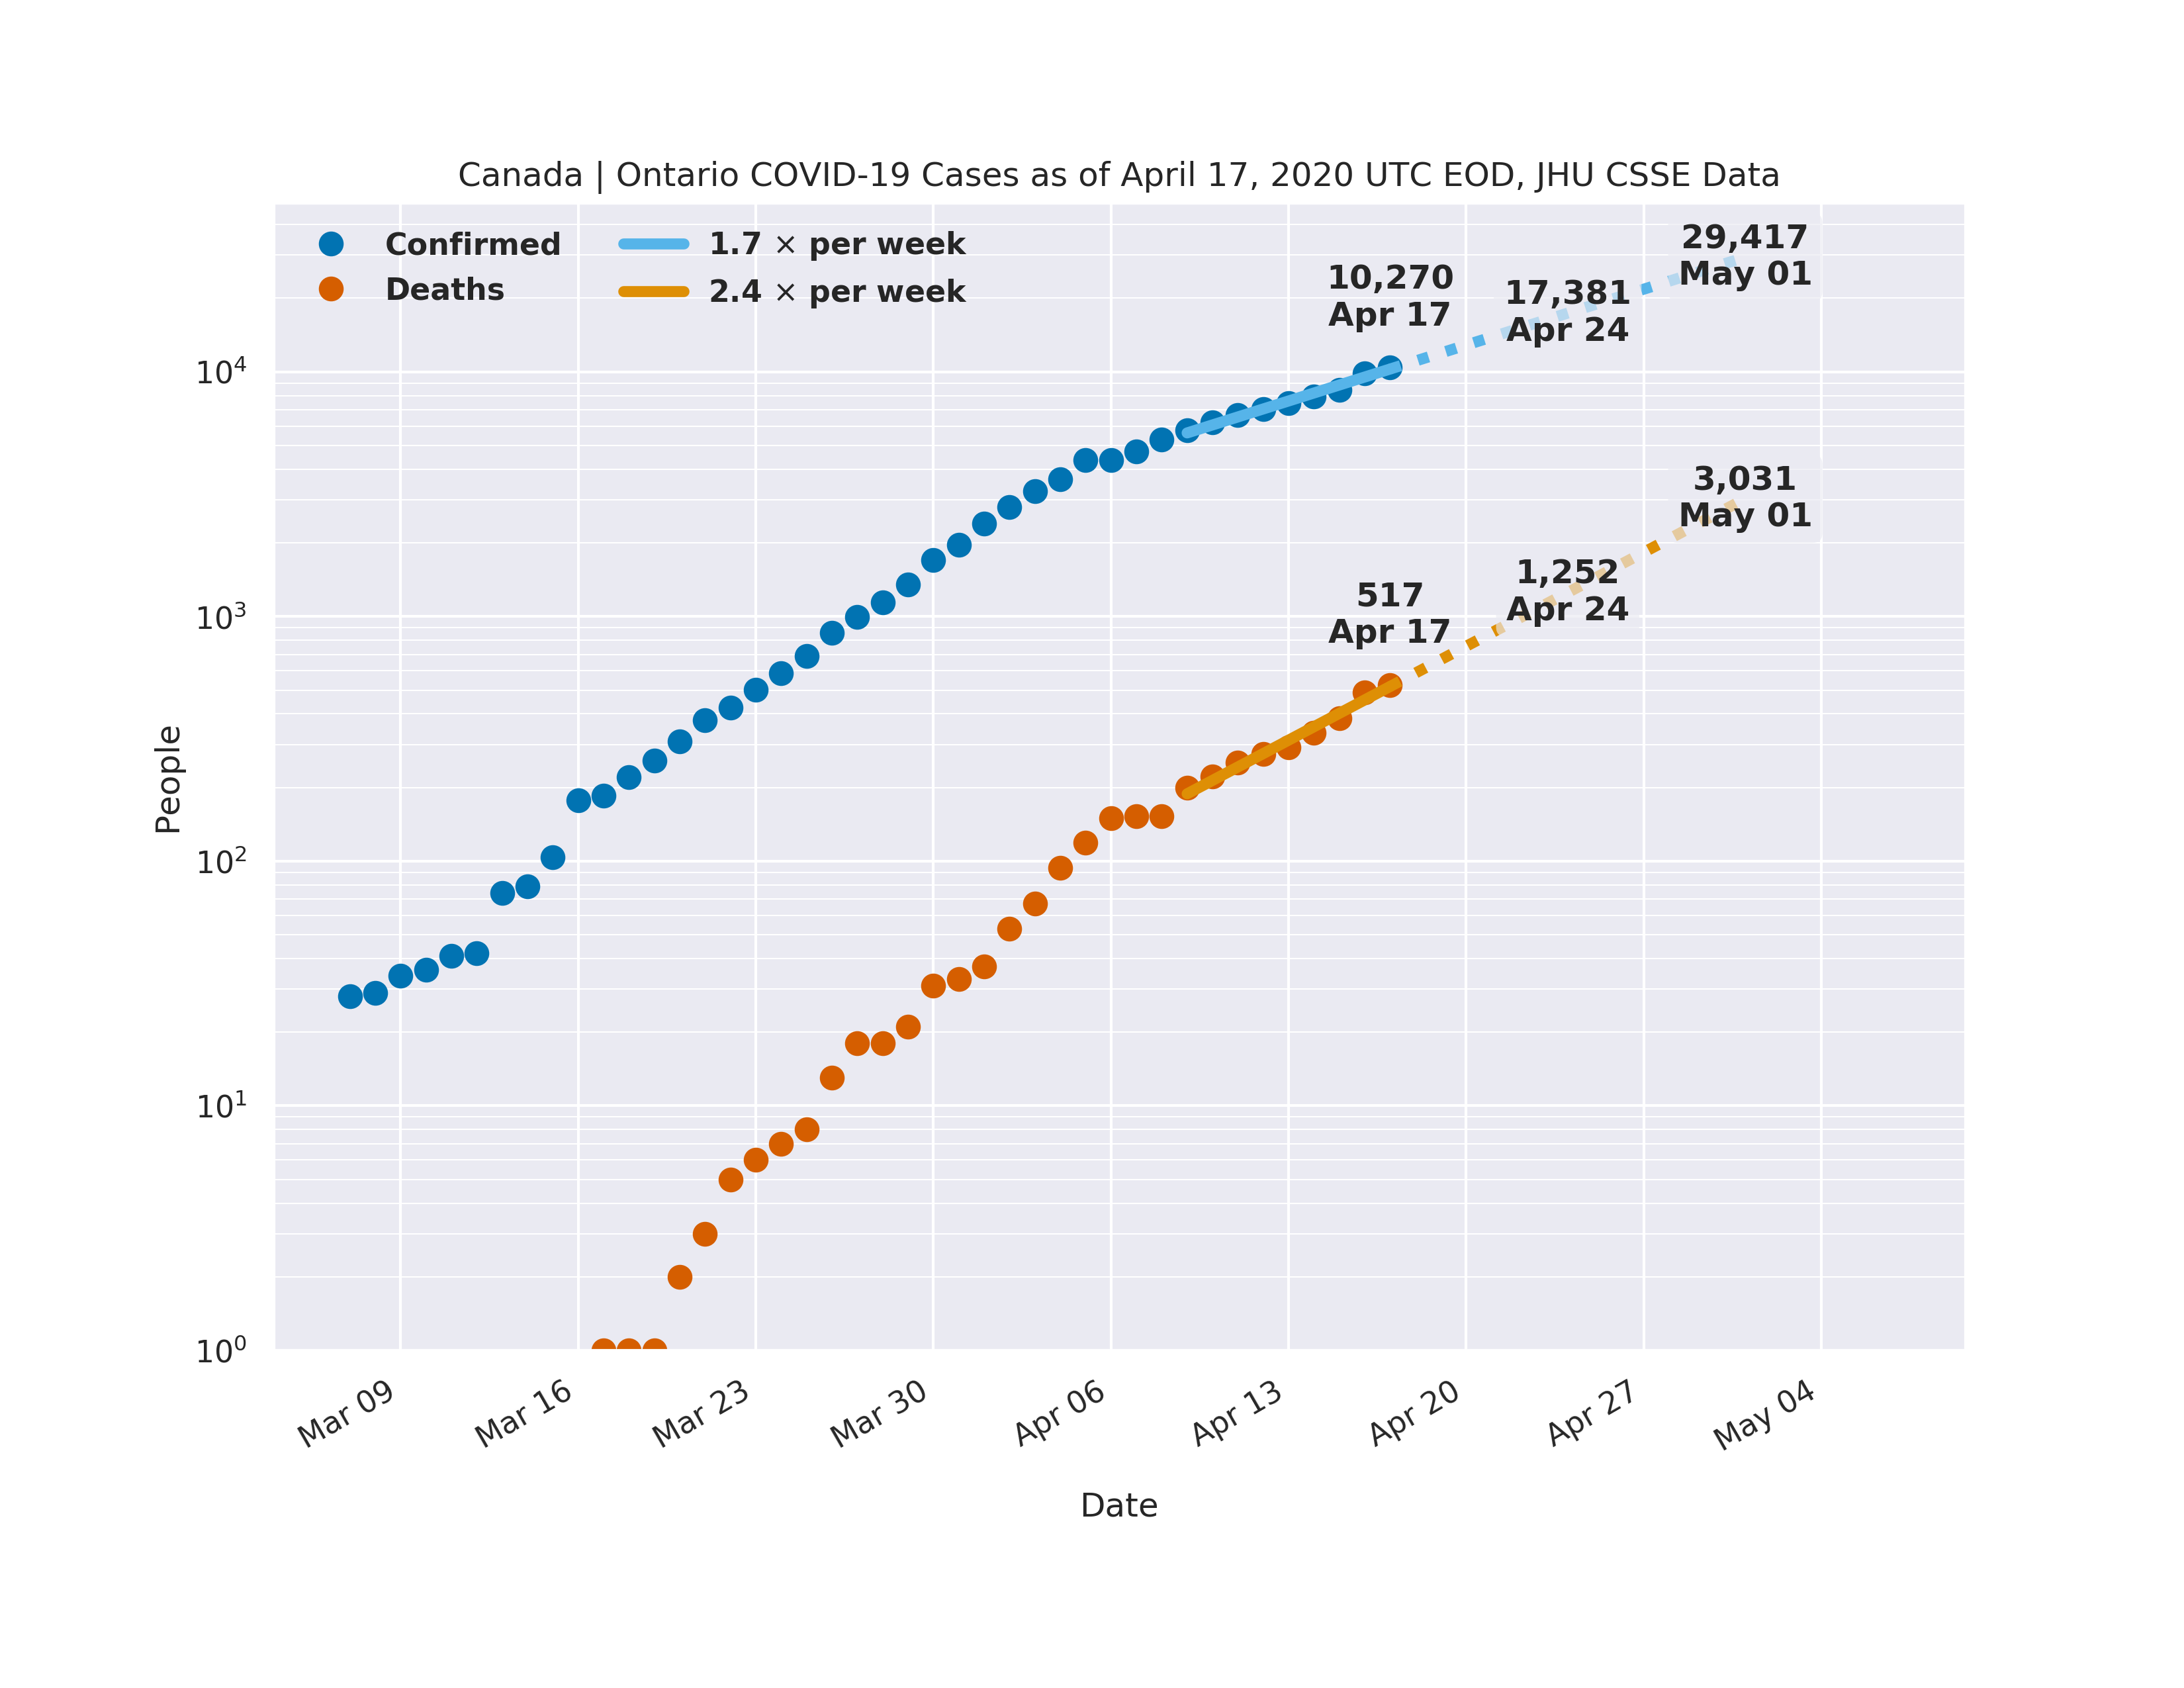 Canada | Ontario COVID-19 Cases as of April 17, 2020 UTC EOD, JHU CSSE Data
Confirmed
Deaths
1.7 × per week
2.4 × per week
10,270
Apr 17
17,381
Apr 24
29,417
May 01
517
Apr 17
1,252
Apr 24
3,031
May 01
People
10⁴
10³
10²
10¹
10⁰
Mar 09
Mar 16
Mar 23
Mar 30
Apr 06
Apr 13
Apr 20
Apr 27
May 04
Date